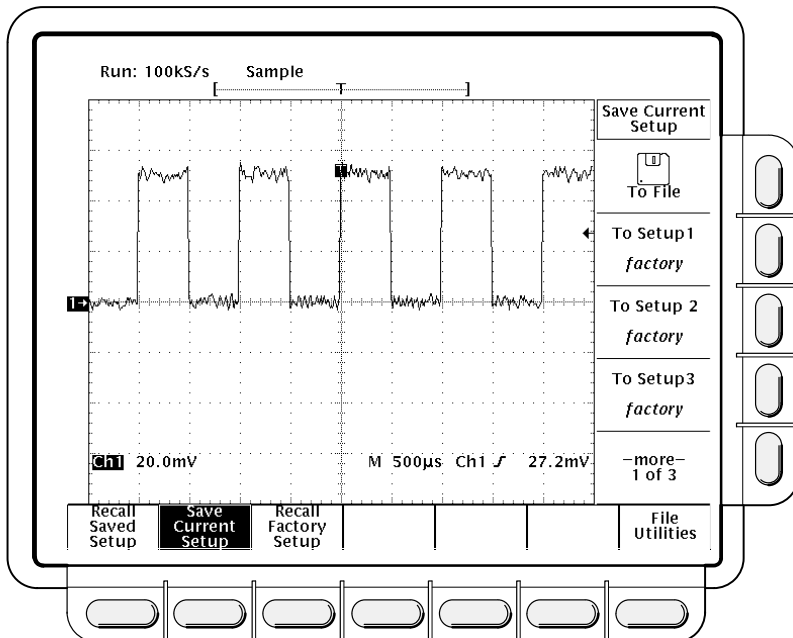 Run: 100kS/s Sample
[ T ]
Save Current
Setup
To File
T
To Setup1
factory
1→
To Setup 2
factory
To Setup3
factory
Ch1 20.0mV M 500µs Ch1 27.2mV
–more–
1 of 3
Recall
Saved
Setup
Save
Current
Setup
Recall
Factory
Setup
File
Utilities